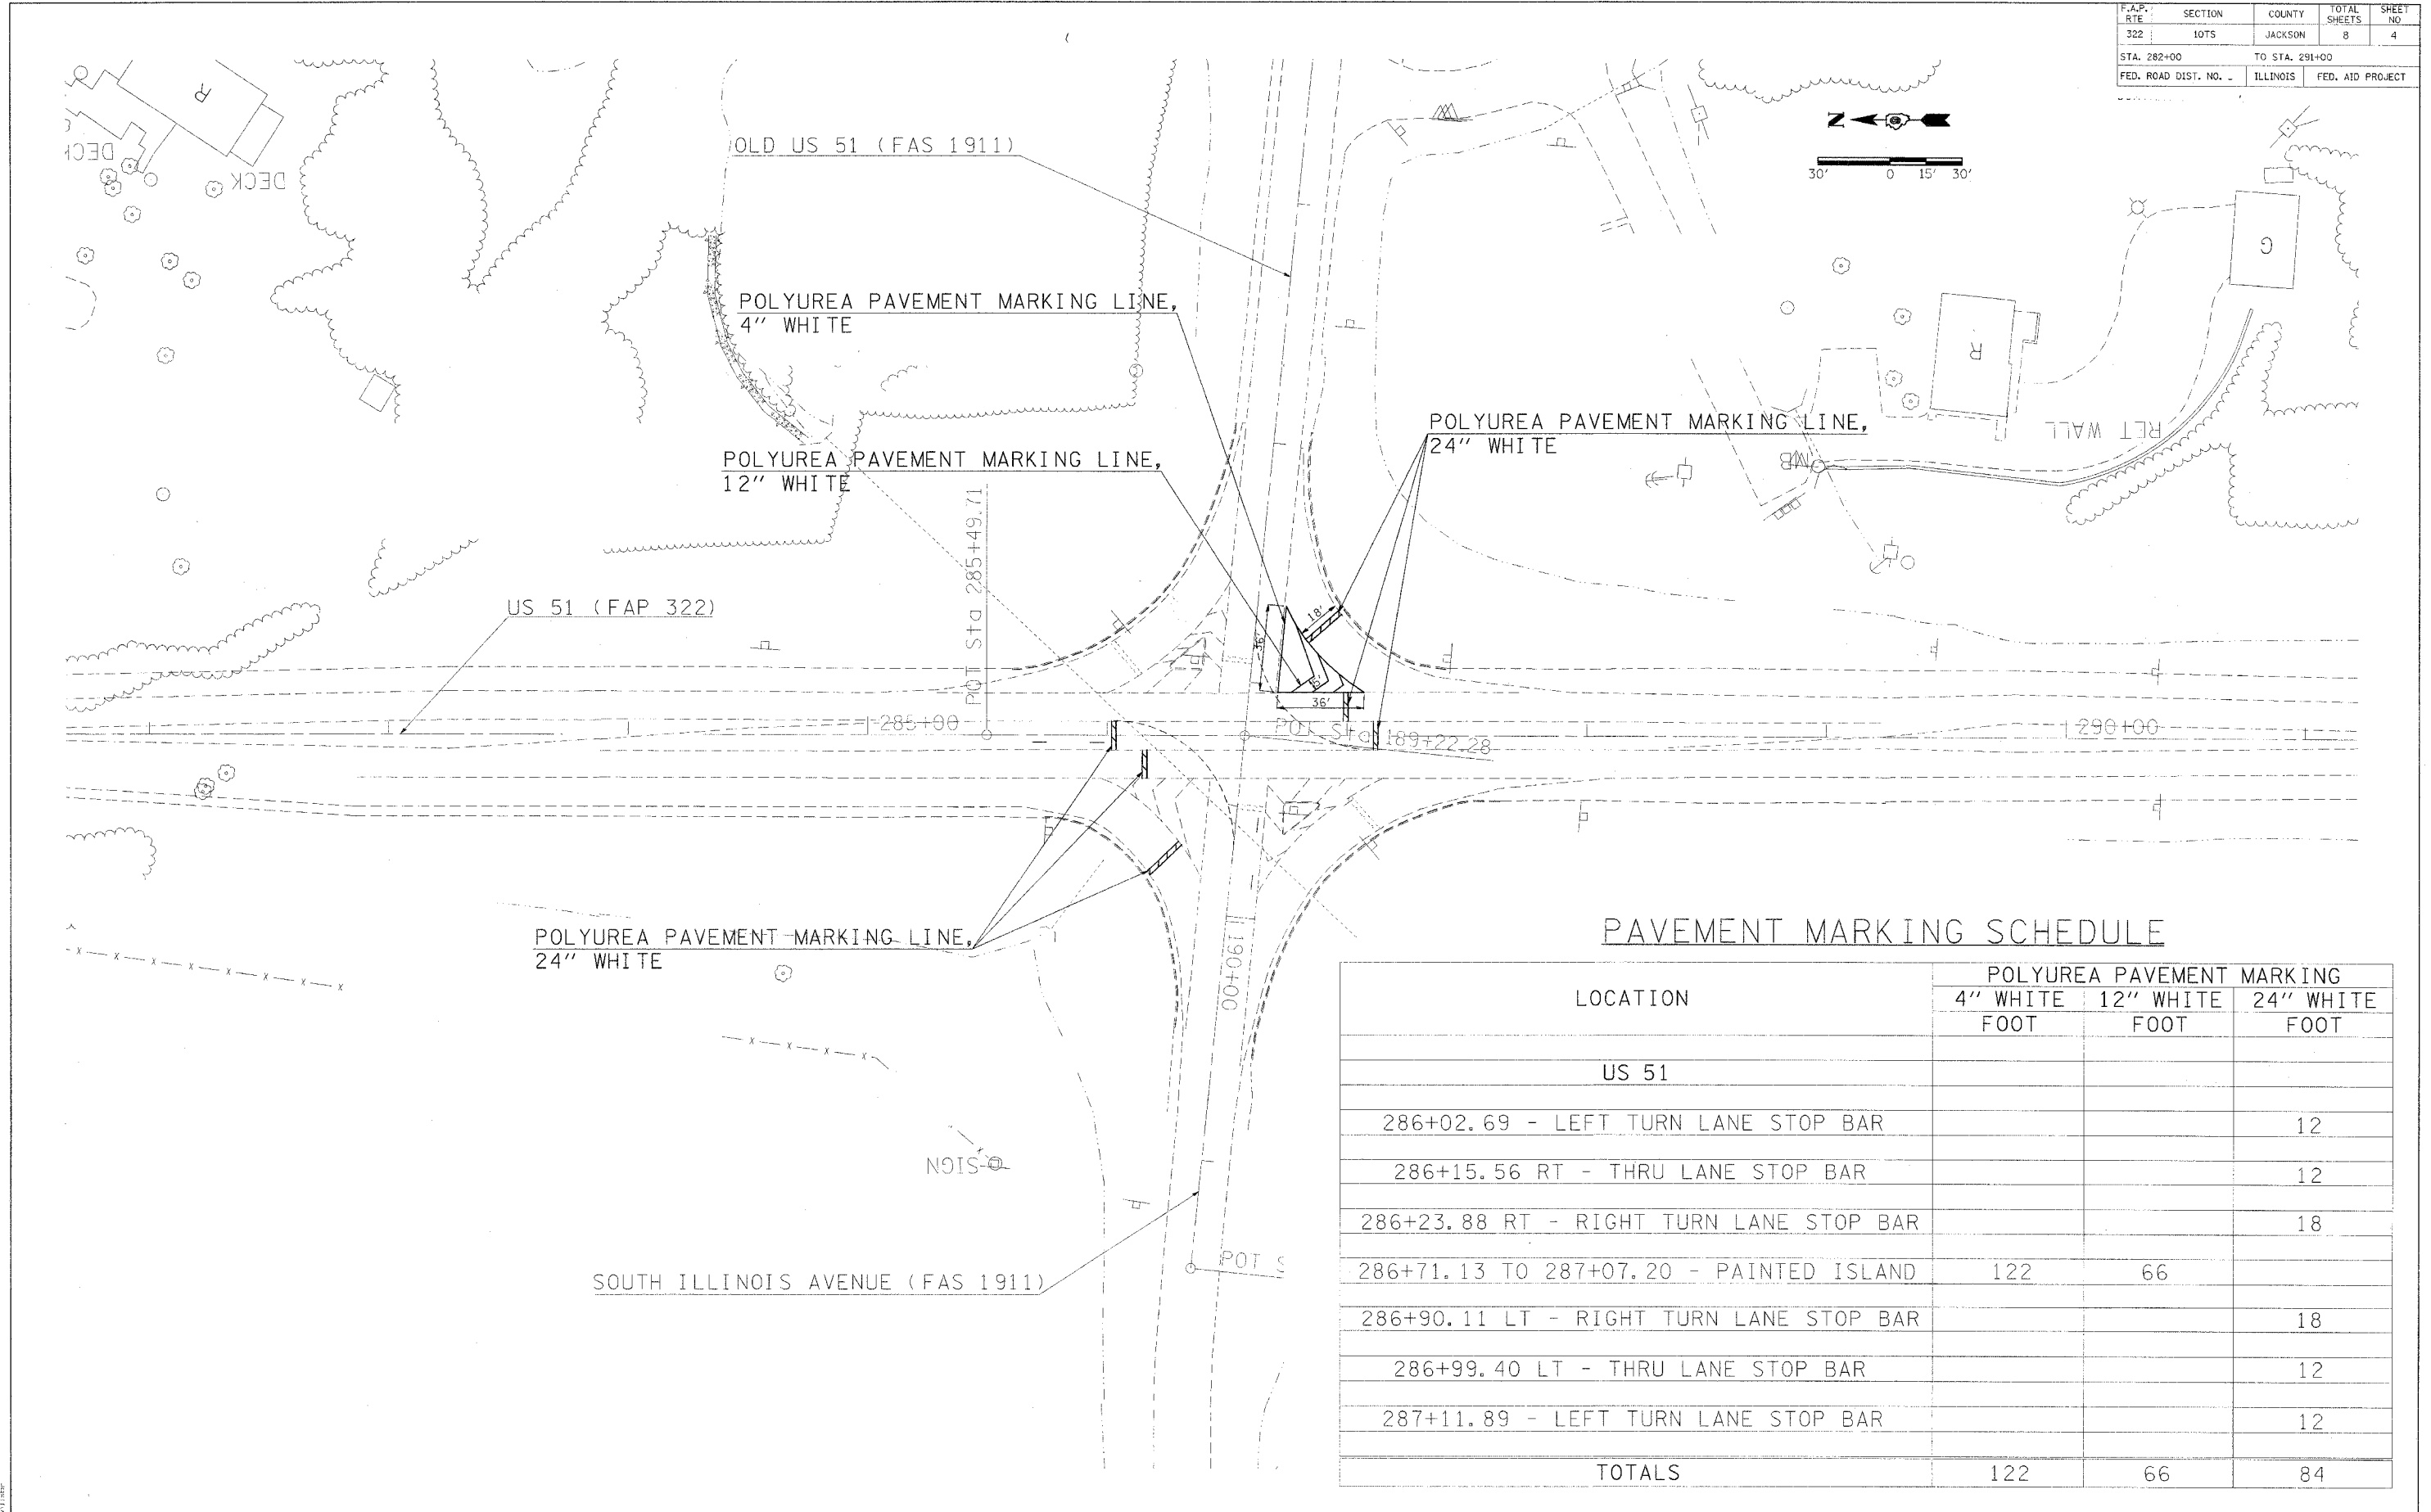 F.A.P. RTE SECTION COUNTY TOTAL SHEETS SHEET NO
322 10TS JACKSON 8 4
STA. 282+00 TO STA. 291+00
FED. ROAD DIST. NO. - ILLINOIS FED. AID PROJECT
R
DECK
DECK
OLD US 51 (FAS 1911)
N
30' 0 15' 30'
G
POLYUREA PAVEMENT MARKING LINE,
4" WHITE
R
POLYUREA PAVEMENT MARKING LINE,
24" WHITE
RET WALL
MB
POLYUREA PAVEMENT MARKING LINE,
12" WHITE
POT Sta 285+49.71
US 51 (FAP 322)
18'
36'
5'
36'
285+00
POT Sta 189+22.28
290+00
POLYUREA PAVEMENT MARKING LINE,
24" WHITE
190+00
SIGN
POT S
SOUTH ILLINOIS AVENUE (FAS 1911)
PAVEMENT MARKING SCHEDULE
LOCATION POLYUREA PAVEMENT MARKING
4" WHITE 12" WHITE 24" WHITE
FOOT FOOT FOOT
US 51
286+02.69 - LEFT TURN LANE STOP BAR 12
286+15.56 RT - THRU LANE STOP BAR 12
286+23.88 RT - RIGHT TURN LANE STOP BAR 18
286+71.13 TO 287+07.20 - PAINTED ISLAND 122 66
286+90.11 LT - RIGHT TURN LANE STOP BAR 18
286+99.40 LT - THRU LANE STOP BAR 12
287+11.89 - LEFT TURN LANE STOP BAR 12
TOTALS 122 66 84